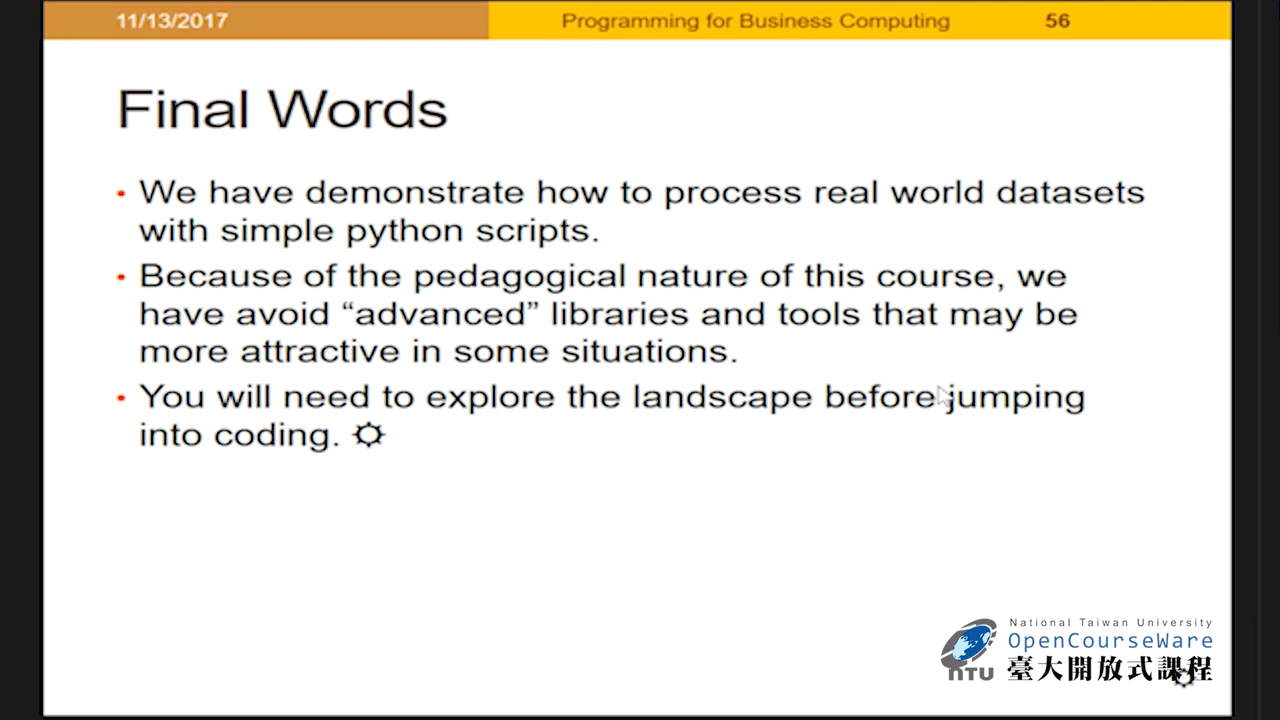 11/13/2017 Programming for Business Computing 56
Final Words
• We have demonstrate how to process real world datasets
with simple python scripts.
• Because of the pedagogical nature of this course, we
have avoid “advanced” libraries and tools that may be
more attractive in some situations.
• You will need to explore the landscape before jumping
into coding.
National Taiwan University
OpenCourseWare
NTU 臺大開放式課程